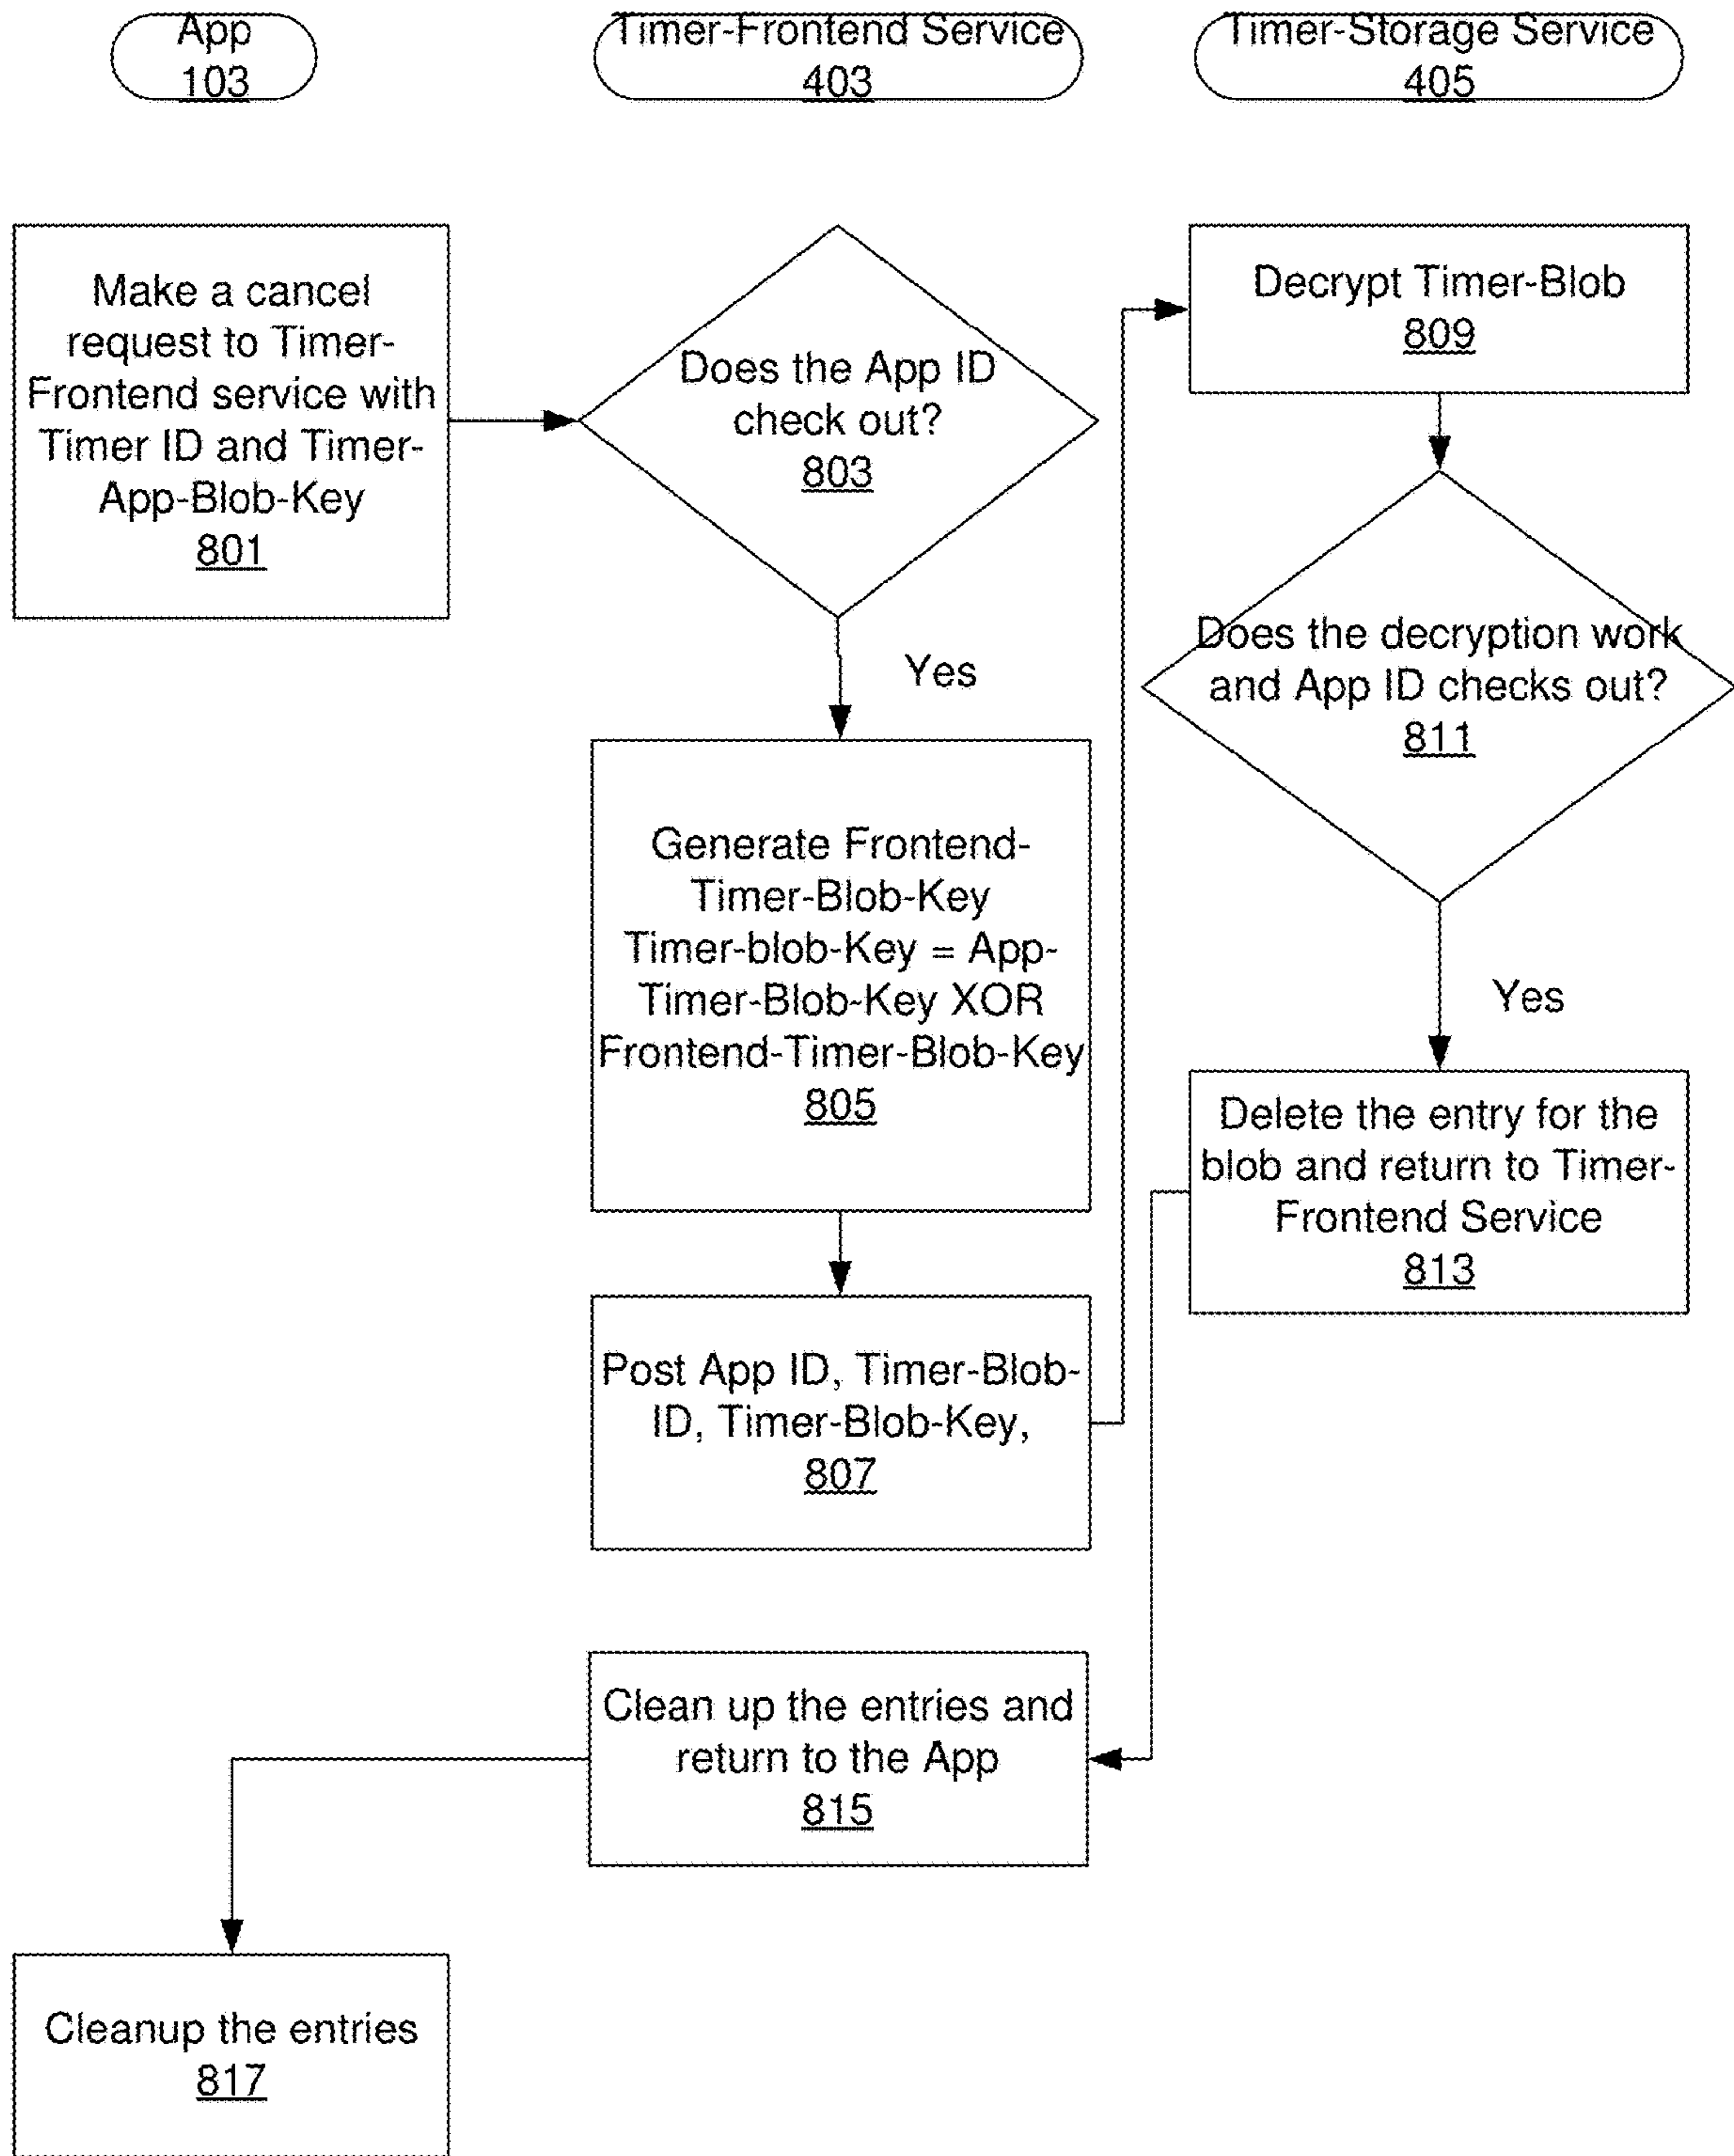 App
103
Timer-Frontend Service
403
Timer-Storage Service
405
Make a cancel
request to Timer-
Frontend service with
Timer ID and Timer-
App-Blob-Key
801
Does the App ID
check out?
803
Yes
Generate Frontend-
Timer-Blob-Key
Timer-blob-Key = App-
Timer-Blob-Key XOR
Frontend-Timer-Blob-Key
805
Post App ID, Timer-Blob-
ID, Timer-Blob-Key,
807
Decrypt Timer-Blob
809
Does the decryption work
and App ID checks out?
811
Yes
Delete the entry for the
blob and return to Timer-
Frontend Service
813
Clean up the entries and
return to the App
815
Cleanup the entries
817